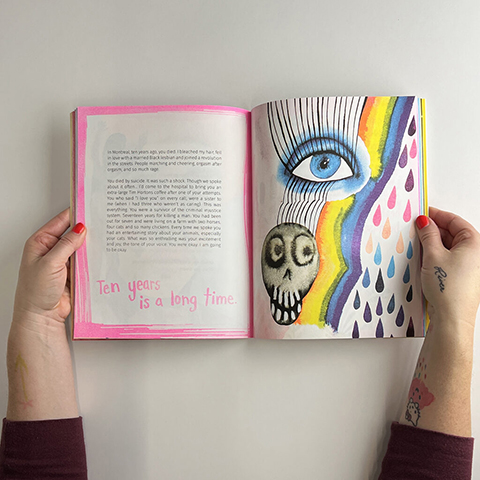 In Montreal, ten years ago, you died. I bleached my hair, fell
in love with a married Black lesbian and joined a revolution
in the streets. People marching and cheering, orgasm after
orgasm, and so much rage.
You died by suicide. It was such a shock. Though we spoke
about it often... I'd come to the hospital to bring you an
extra large Tim Hortons coffee after one of your attempts.
You who said "I love you" on every call, went a sister to
me (when I had three who weren't as caring). This was
everything. You were a survivor of the criminal injustice
system. Seventeen years for killing a man. You had been
out for seven and were living on a farm with two horses,
four cats and so many chickens. Every time we spoke you
had an entertaining story about your animals, especially
your cats. What was so enthralling was your excitement
and joy, the tone of your voice. You were okay. I am going
to be okay.
Ten years
is a long time.
River